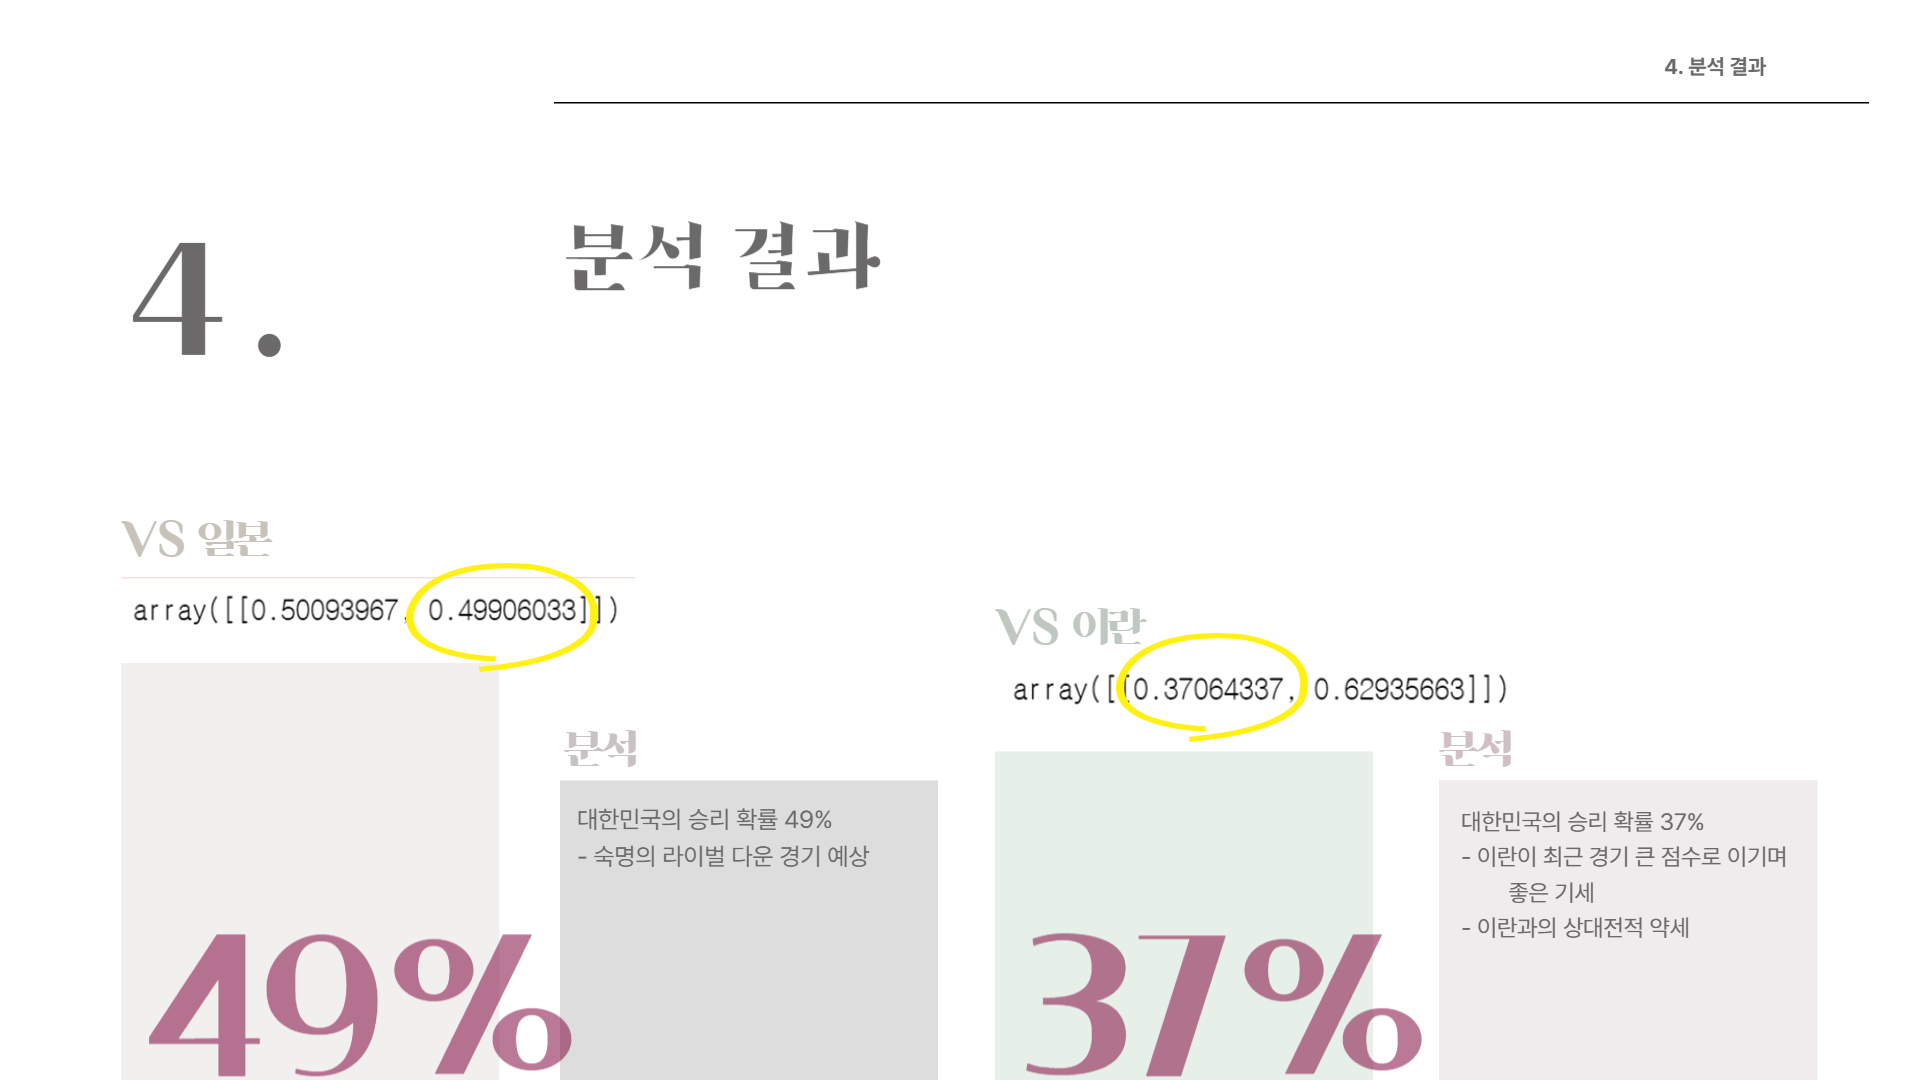 4. 분석 결과
4.
분석 결과
VS 일본
array([[0.50093967, 0.49906033]])
49%
분석
대한민국의 승리 확률 49%
- 숙명의 라이벌 다운 경기 예상
VS 이란
array([[0.37064337, 0.62935663]])
37%
분석
대한민국의 승리 확률 37%
- 이란이 최근 경기 큰 점수로 이기며
좋은 기세
- 이란과의 상대전적 약세